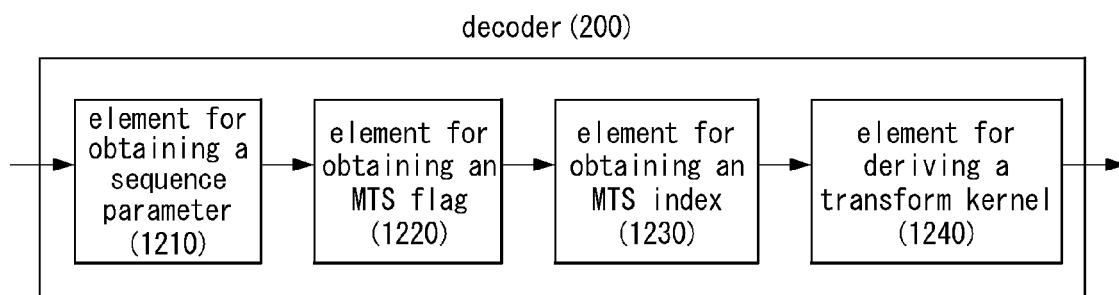 decoder(200)
element for
obtaining a
sequence
parameter
(1210)
element for
obtaining an
MTS flag
(1220)
element for
obtaining an
MTS index
(1230)
element for
deriving a
transform kernel
(1240)